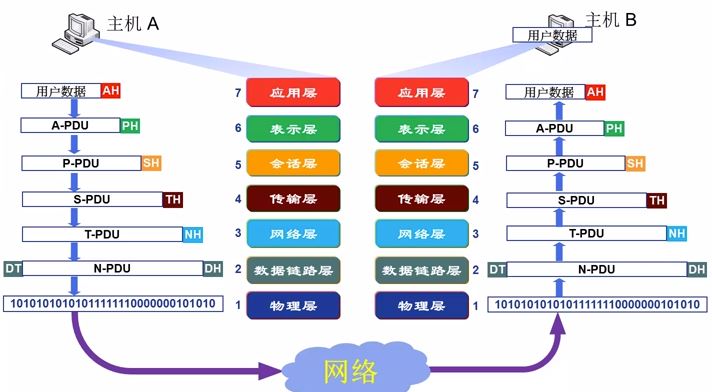 主机 A
主机 B
用户数据
用户数据 AH
7 应用层
应用层 7
用户数据 AH
A-PDU PH
6 表示层
表示层 6
A-PDU PH
P-PDU SH
5 会话层
会话层 5
P-PDU SH
S-PDU TH
4 传输层
传输层 4
S-PDU TH
T-PDU NH
3 网络层
网络层 3
T-PDU NH
DT N-PDU DH
2 数据链路层
数据链路层 2
DT N-PDU DH
1010101010101111111000000010101​0
1 物理层
物理层 1
1010101010101111111000000010101​0
网络